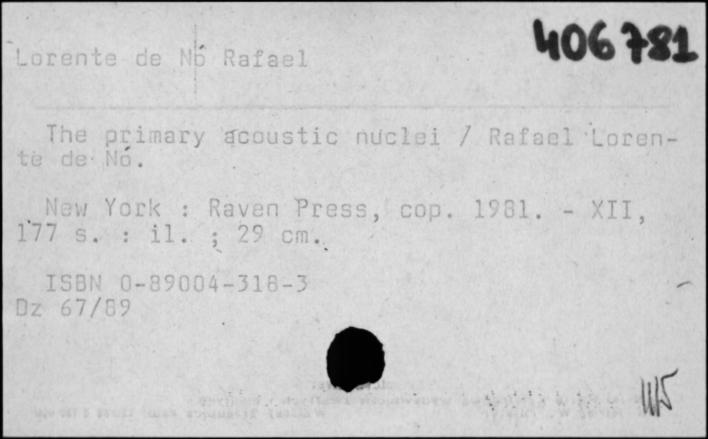 406781
Lorente de Nó Rafael
The primary acoustic nuclei / Rafael Loren-
te de Nó.
New York : Raven Press, cop. 1981. - XII,
177 s. : il. ; 29 cm.
ISBN 0-89004-318-3
Dz 67/89